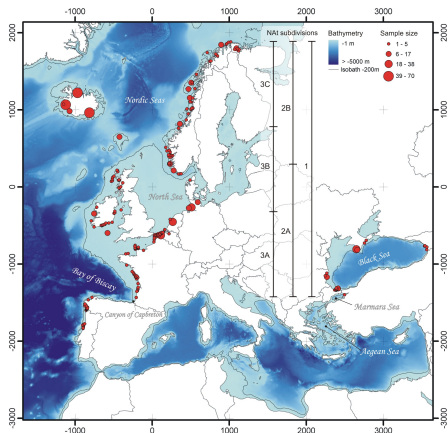 -1000 0 1000 2000 3000
NAt subdivisions
Bathymetry
-1 m
> -5000 m
Isobath -200m
Sample size
1 - 5
6 - 17
18 - 38
39 - 70
2000
1000
0
-1000
-2000
-3000
2000
1000
0
-1000
-2000
-3000
3C
2B
3B
1
2A
3A
Nordic Seas
North Sea
Black Sea
Bay of Biscay
Canyon of Capbreton
Marmara Sea
Aegean Sea
-1000 0 1000 2000 3000